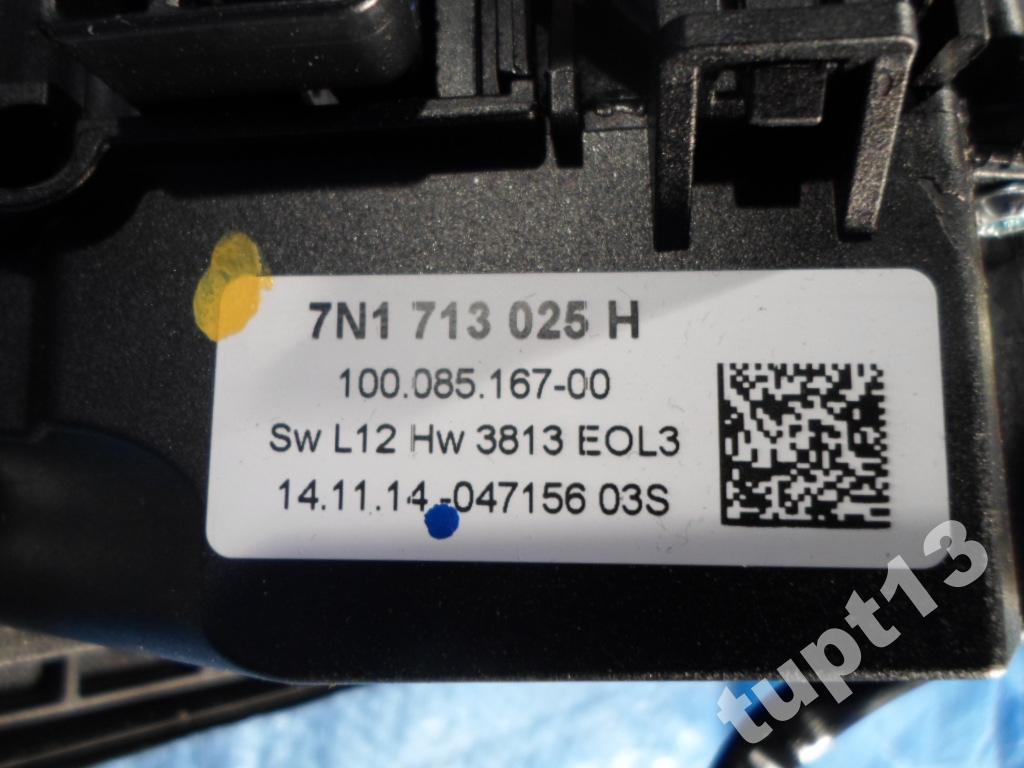 7N1 713 025 H
100.085.167-00
Sw L12 Hw 3813 EOL3
14.11.14-047156 03S
tupt13